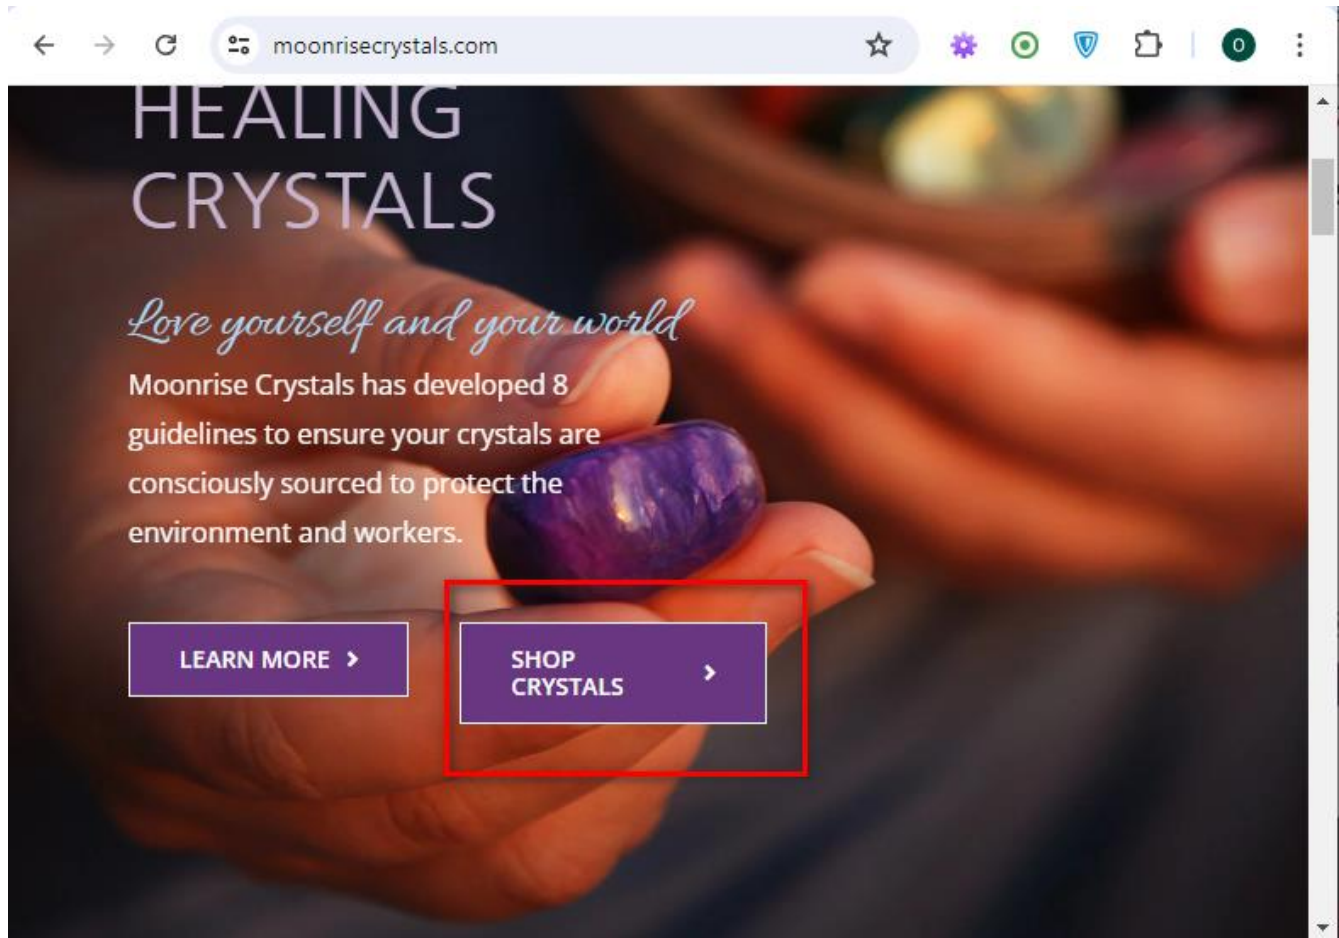 moonrisecrystals.com
O
HEALING
CRYSTALS
Love yourself and your world
Moonrise Crystals has developed 8
guidelines to ensure your crystals are
consciously sourced to protect the
environment and workers.
LEARN MORE
SHOP
CRYSTALS